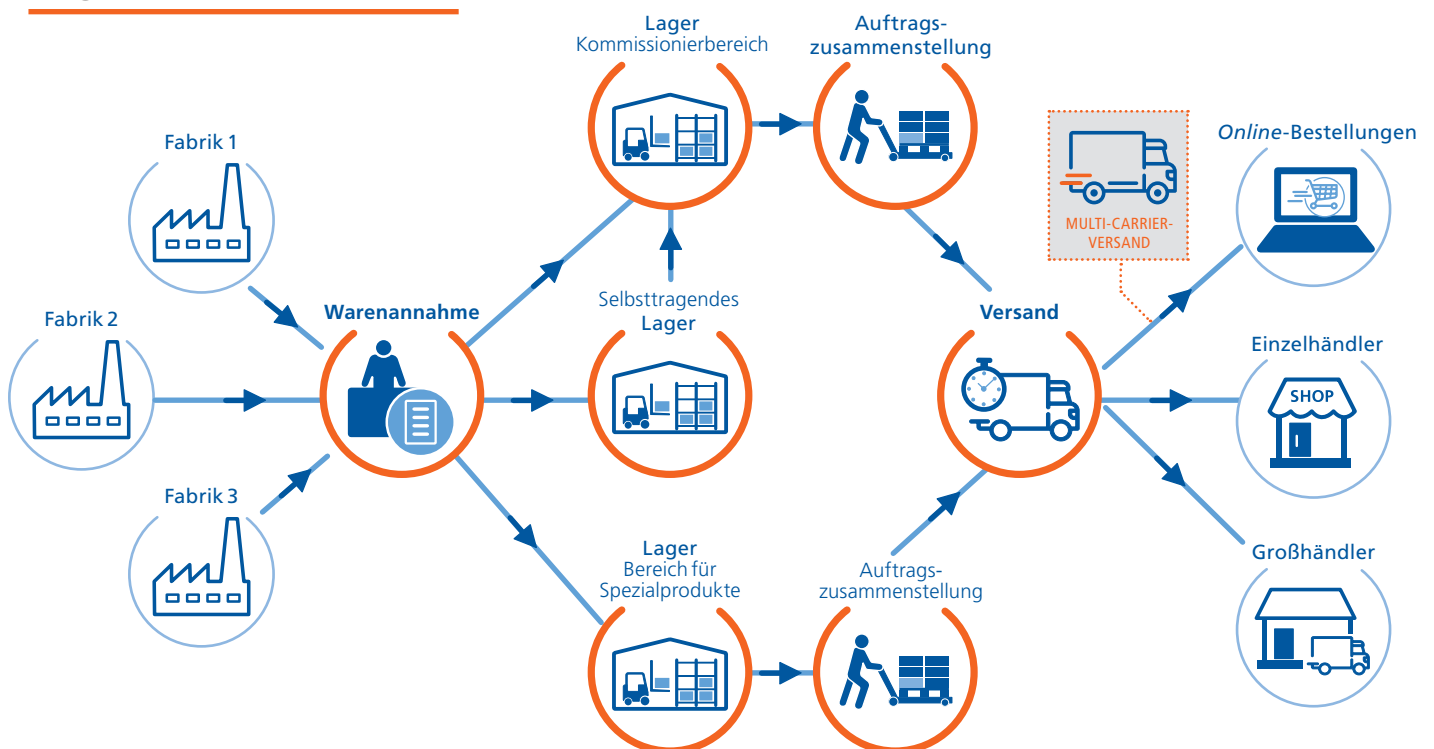 Lager
Kommissionierbereich
Auftrags-
zusammenstellung
Fabrik 1
MULTI-CARRIER-
VERSAND
Online-Bestellungen
Fabrik 2
Warenannahme
Selbsttragendes
Lager
Versand
Einzelhändler
SHOP
Fabrik 3
Lager
Bereich für
Spezialprodukte
Auftrags-
zusammenstellung
Großhändler